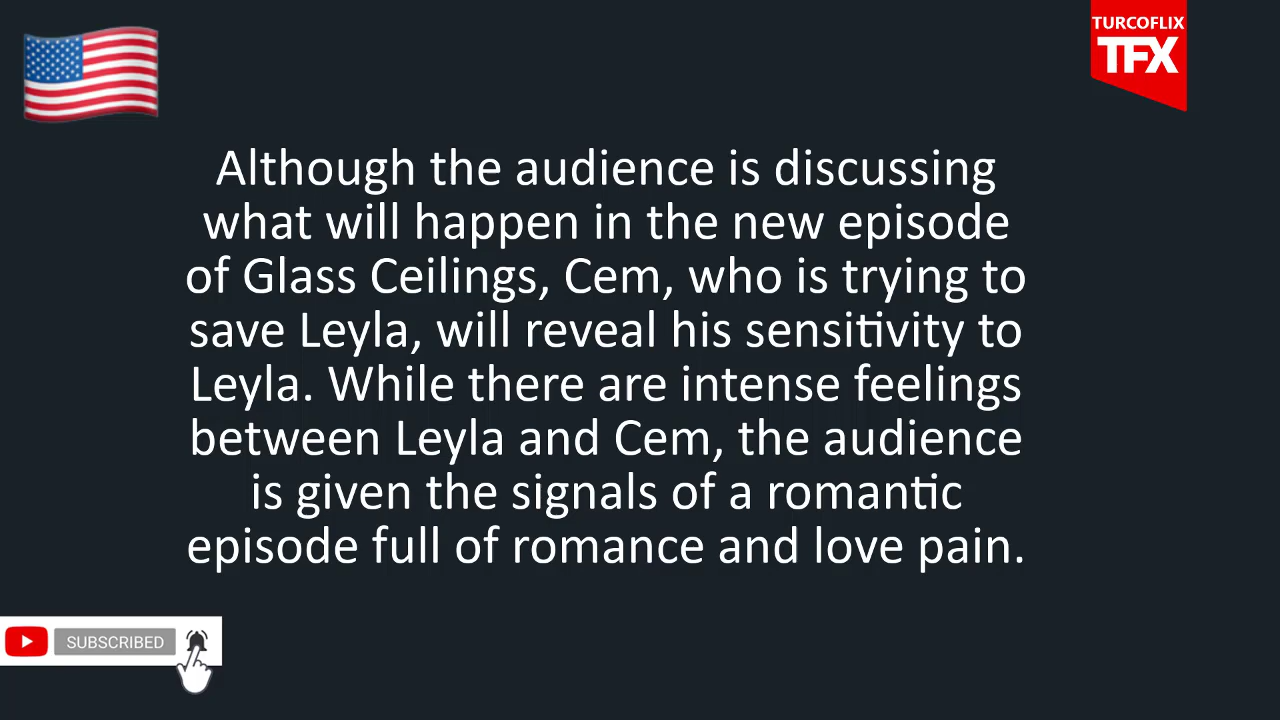 TURCOFLIX
TFX
Although the audience is discussing
what will happen in the new episode
of Glass Ceilings, Cem, who is trying to
save Leyla, will reveal his sensitivity to
Leyla. While there are intense feelings
between Leyla and Cem, the audience
is given the signals of a romantic
episode full of romance and love pain.
SUBSCRIBED